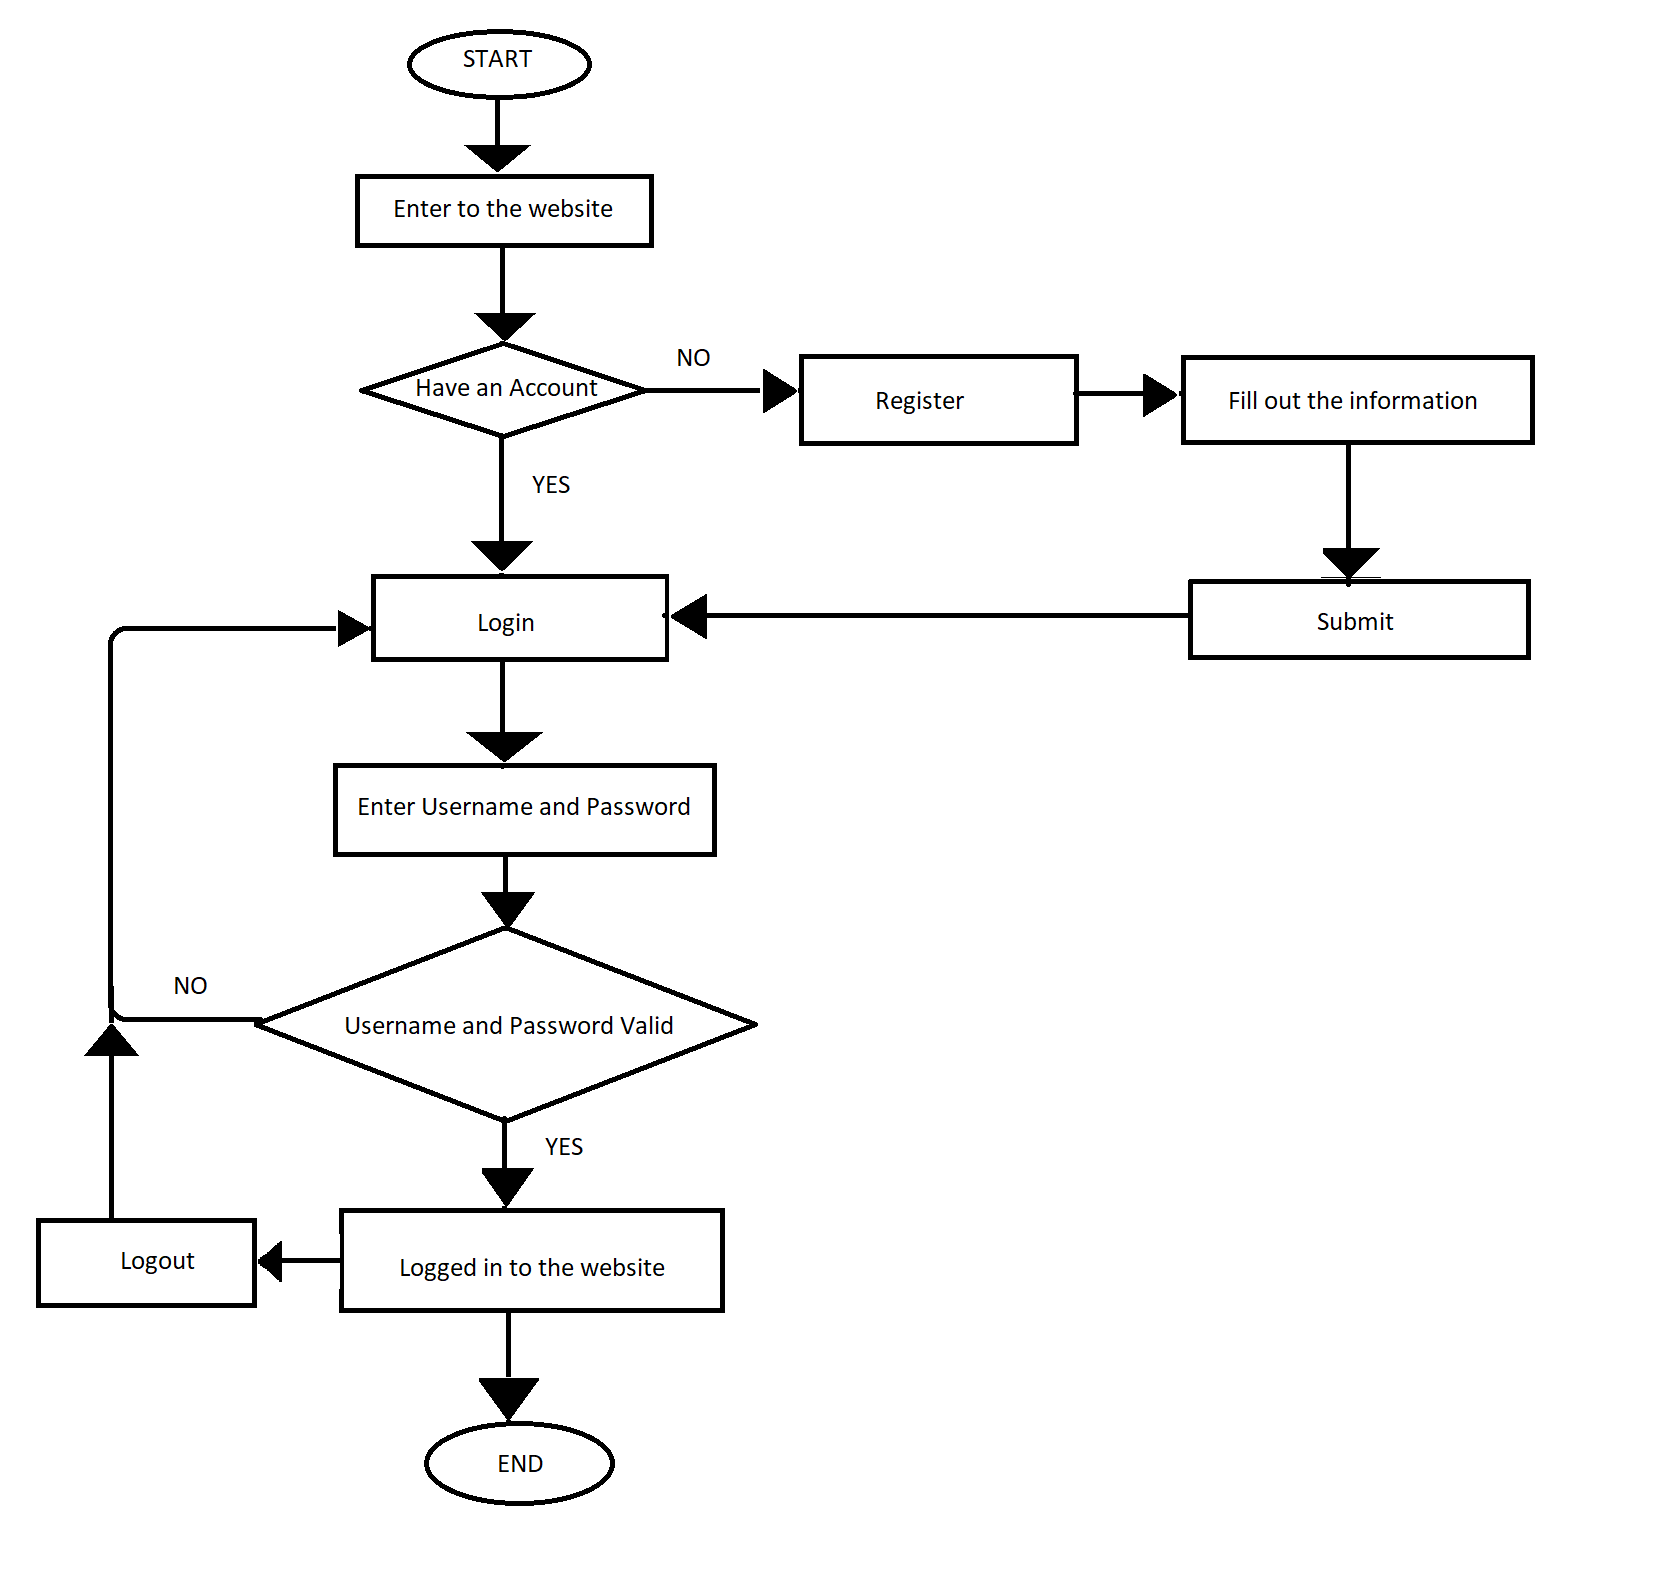 START
Enter to the website
Have an Account
NO
Register
Fill out the information
YES
Login
Submit
Enter Username and Password
NO
Username and Password Valid
YES
Logout
Logged in to the website
END